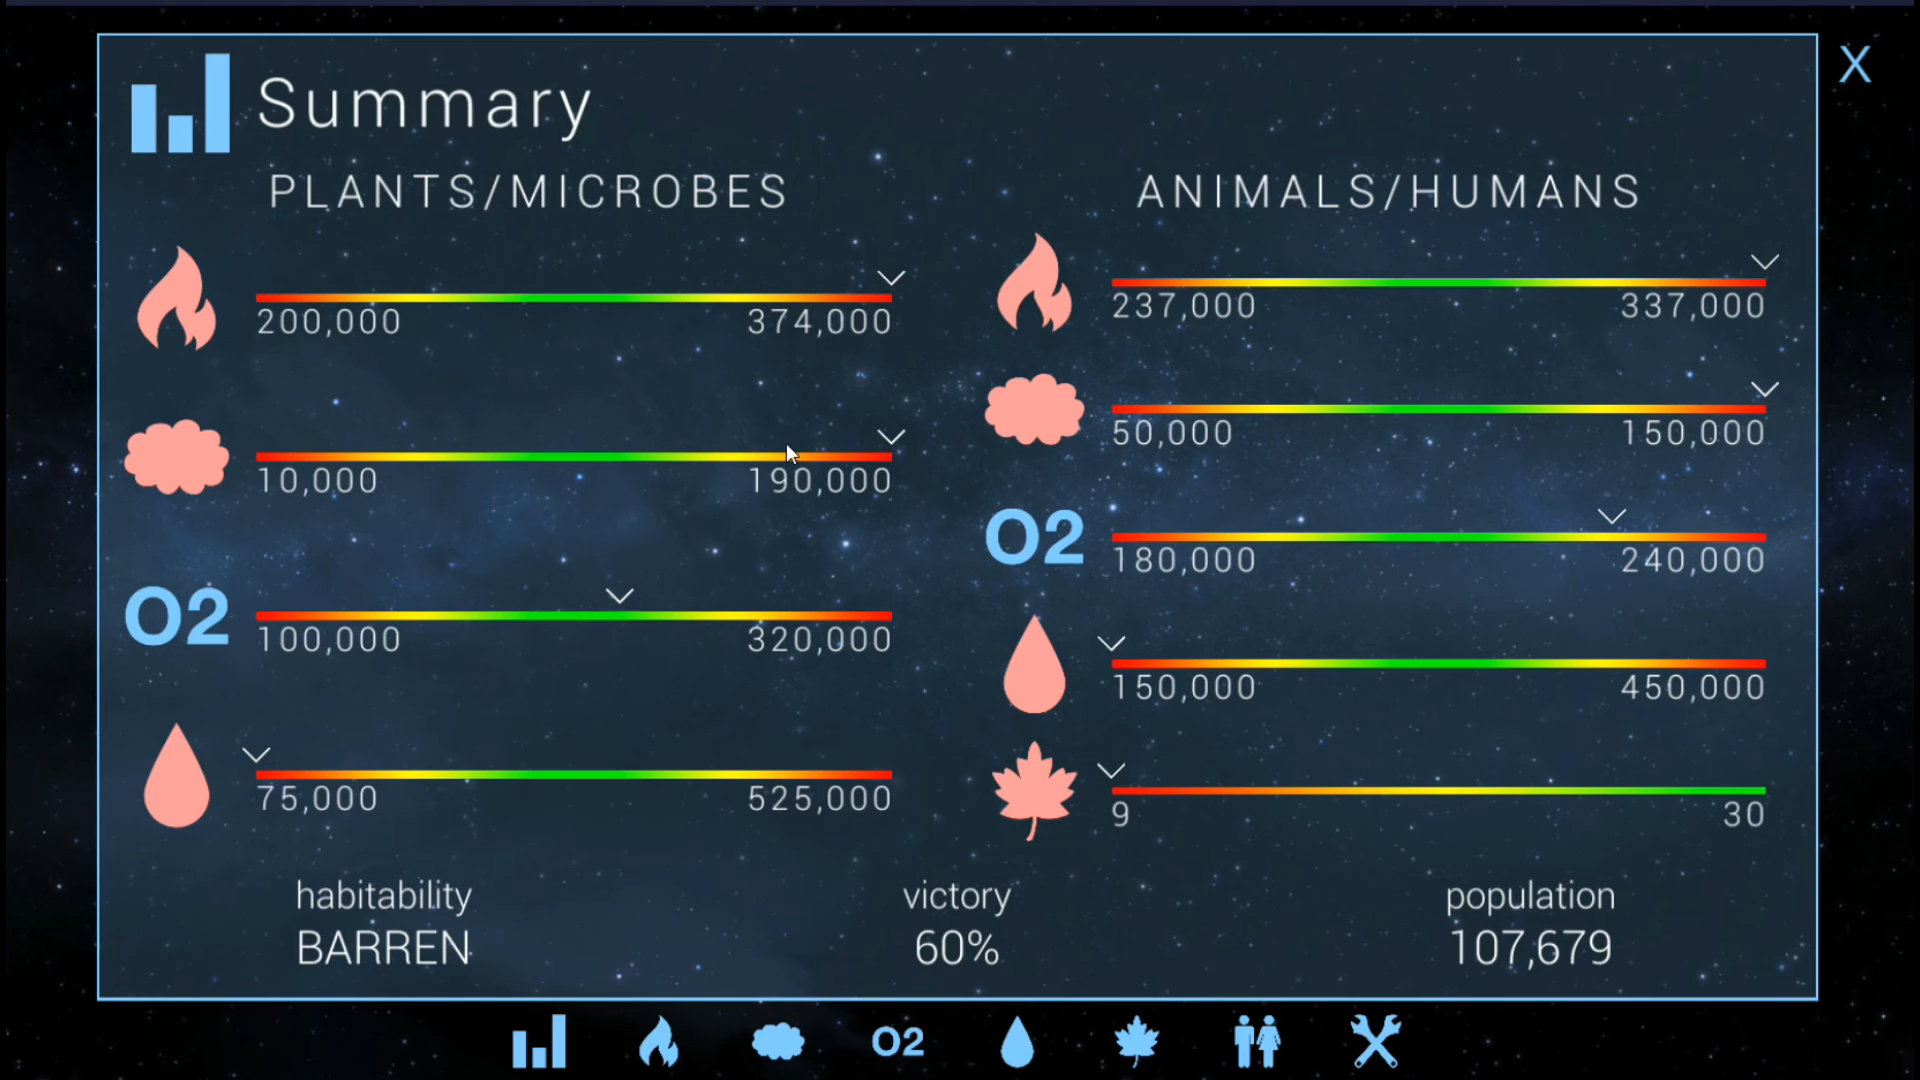 Summary
X
PLANTS/MICROBES
200,000 374,000
10,000 190,000
O2
100,000 320,000
75,000 525,000
ANIMALS/HUMANS
237,000 337,000
50,000 150,000
O2
180,000 240,000
150,000 450,000
9 30
habitability
BARREN
victory
60%
population
107,679
O2